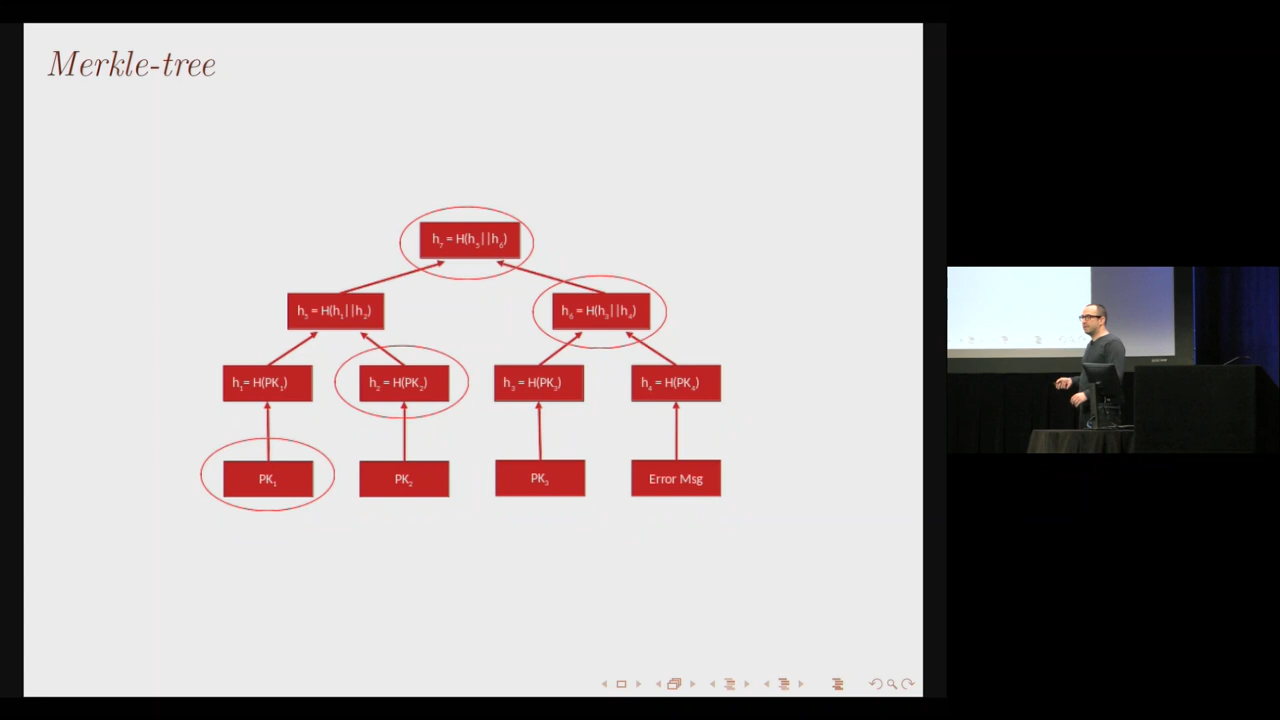 Merkle-tree
h₇ = H(h₅||h₆)
h₅ = H(h₁||h₂)
h₆ = H(h₃||h₄)
h₁= H(PK₁)
h₂ = H(PK₂)
h₃ = H(PK₃)
h₄ = H(PK₄)
PK₁
PK₂
PK₃
Error Msg